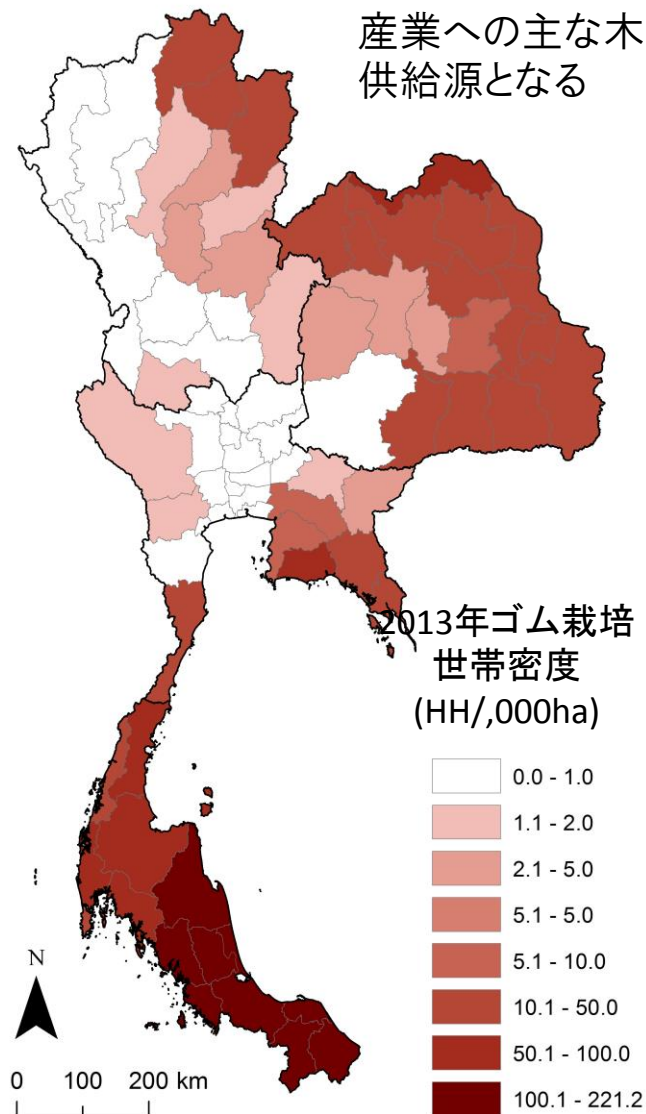 産業への主な木
供給源となる
2013年ゴム栽培
世帯密度
(HH/,000ha)
0.0 - 1.0
1.1 - 2.0
2.1 - 5.0
5.1 - 5.0
5.1 - 10.0
10.1 - 50.0
50.1 - 100.0
100.1 - 221.2
N
0 100 200 km